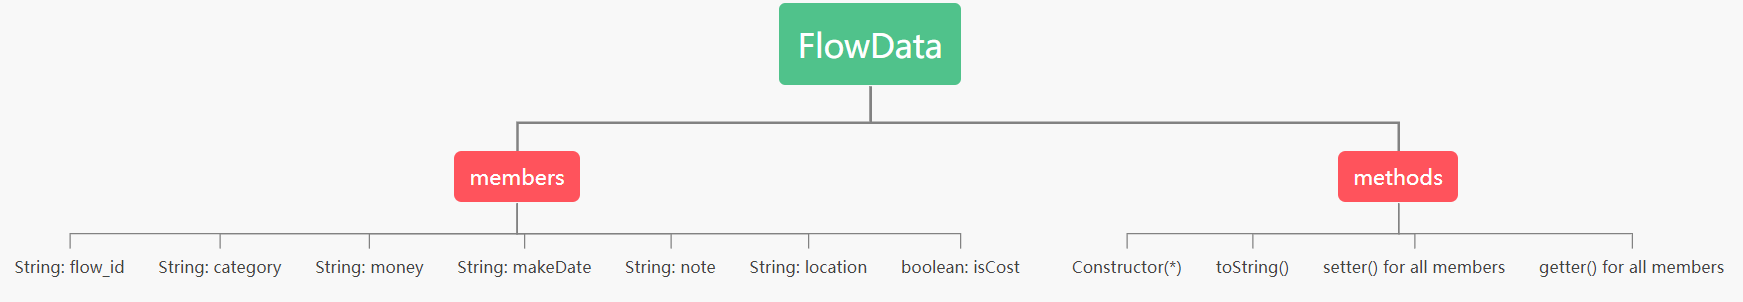 FlowData
members
methods
String: flow_id
String: category
String: money
String: makeDate
String: note
String: location
boolean: isCost
Constructor(*)
toString()
setter() for all members
getter() for all members